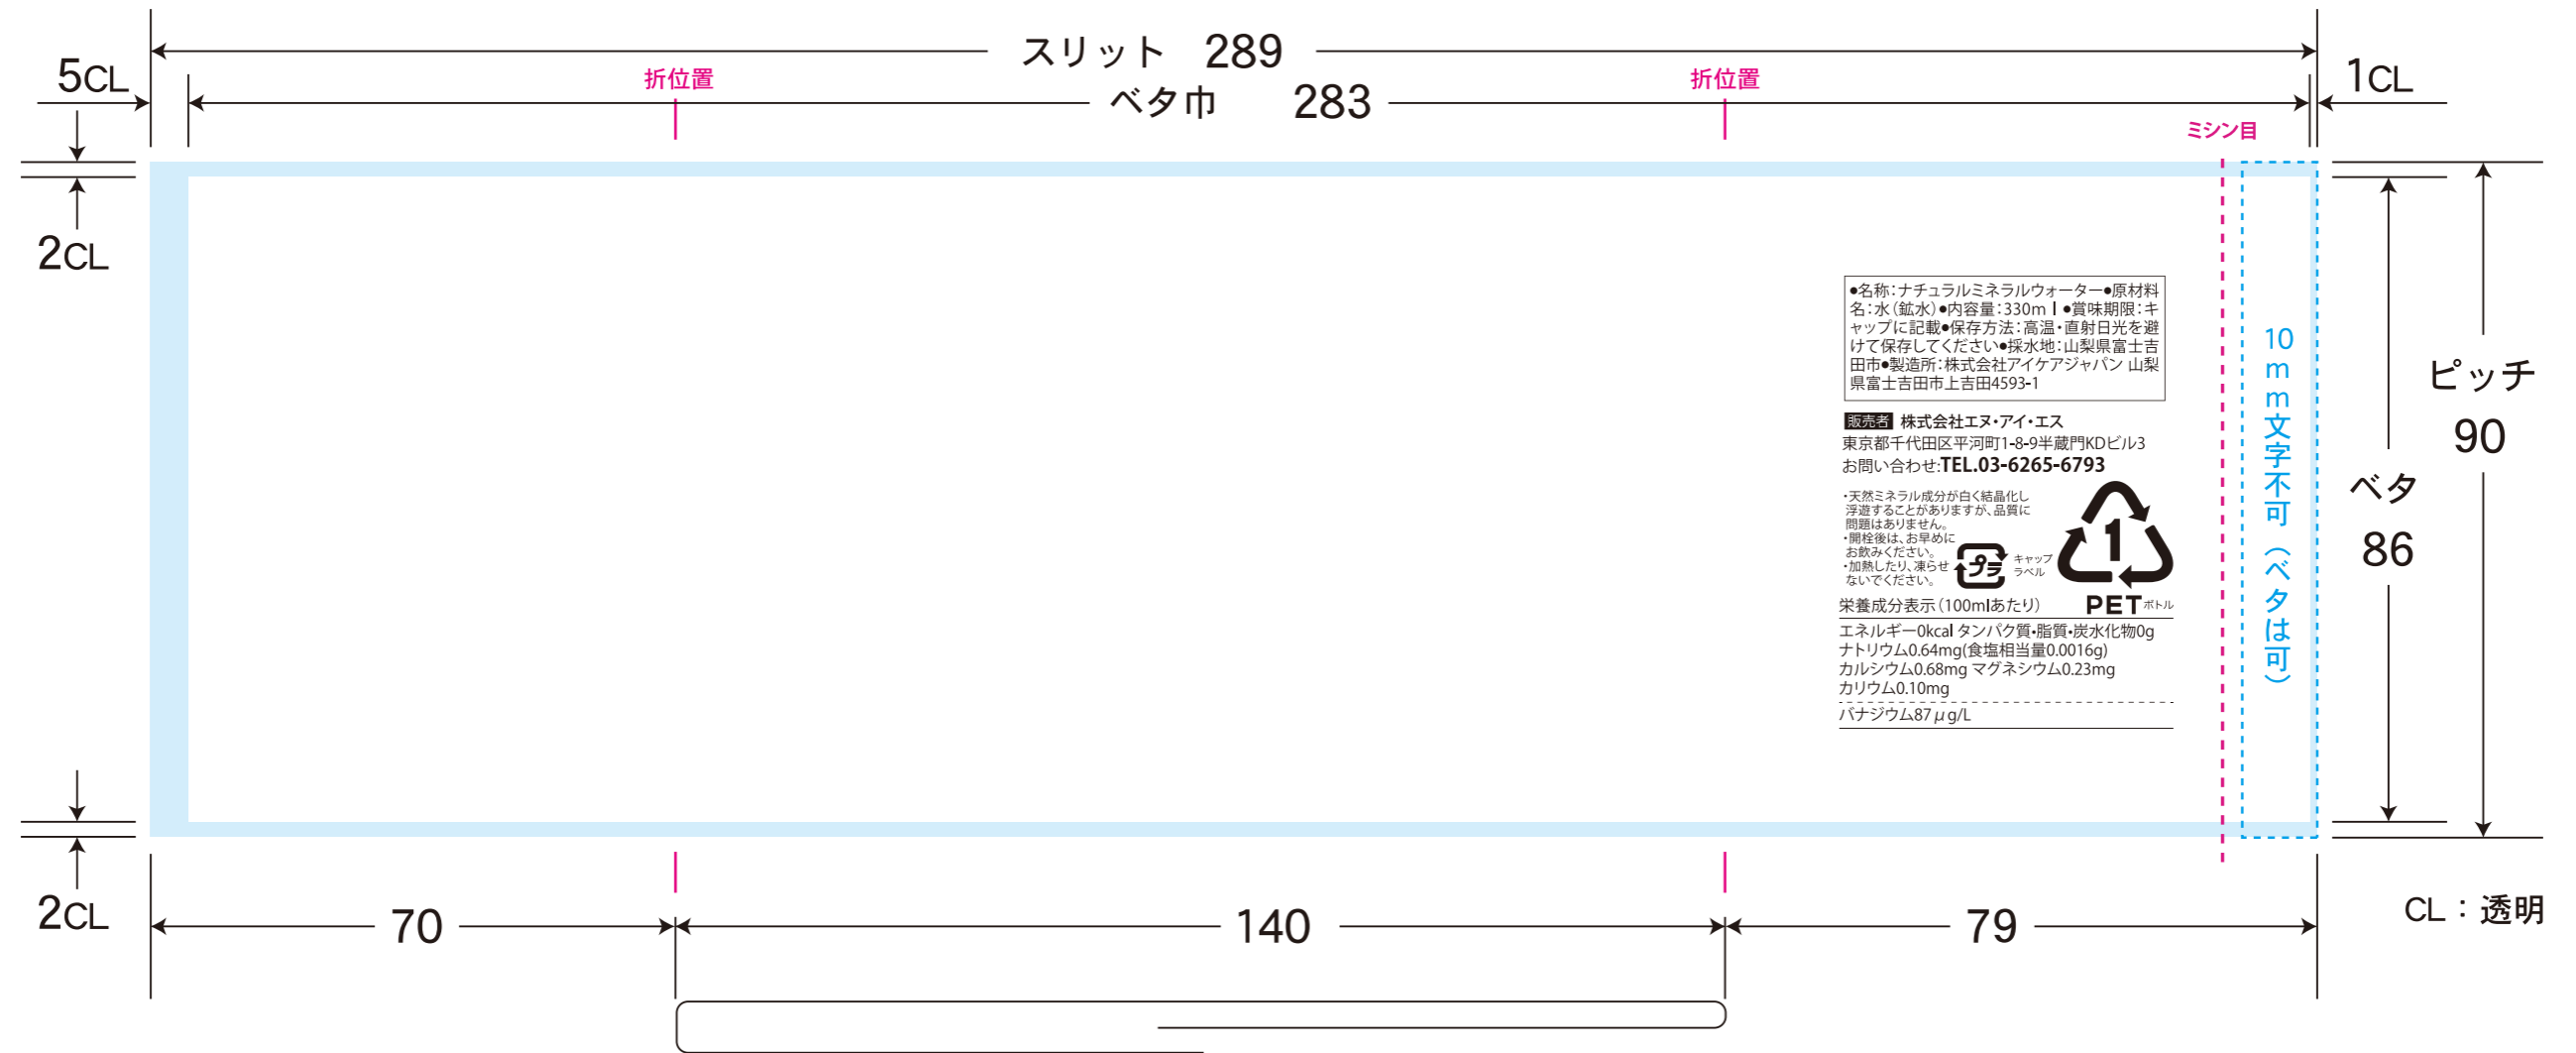 スリット 289
5CL
折位置
折位置
1CL
ベタ巾 283
ミシン目
2CL
●名称：ナチュラルミネラルウォーター●原材料
名：水（鉱水）●内容量：330ml●賞味期限：キ
ャップに記載●保存方法：高温・直射日光を避
けて保存してください●採水地：山梨県富士吉
田市●製造所：株式会社アイケアジャパン 山梨
県富士吉田市上吉田4593-1
販売者 株式会社エヌ・アイ・エス
東京都千代田区平河町1-8-9半蔵門KDビル3
お問い合わせ:TEL.03-6265-6793
・天然ミネラル成分が白く結晶化し
浮遊することがありますが、品質に
問題はありません。
・開栓後は、お早めに
お飲みください。
・加熱したり、凍らせ
ないでください。
プラ
キャップ
ラベル
1
PETボトル
栄養成分表示（100mlあたり）
エネルギー0kcal タンパク質・脂質・炭水化物0g
ナトリウム0.64mg(食塩相当量0.0016g)
カルシウム0.68mg マグネシウム0.23mg
カリウム0.10mg
バナジウム87μg/L
10mm文字不可（ベタは可）
ベタ
86
ピッチ
90
2CL
70
140
79
CL：透明